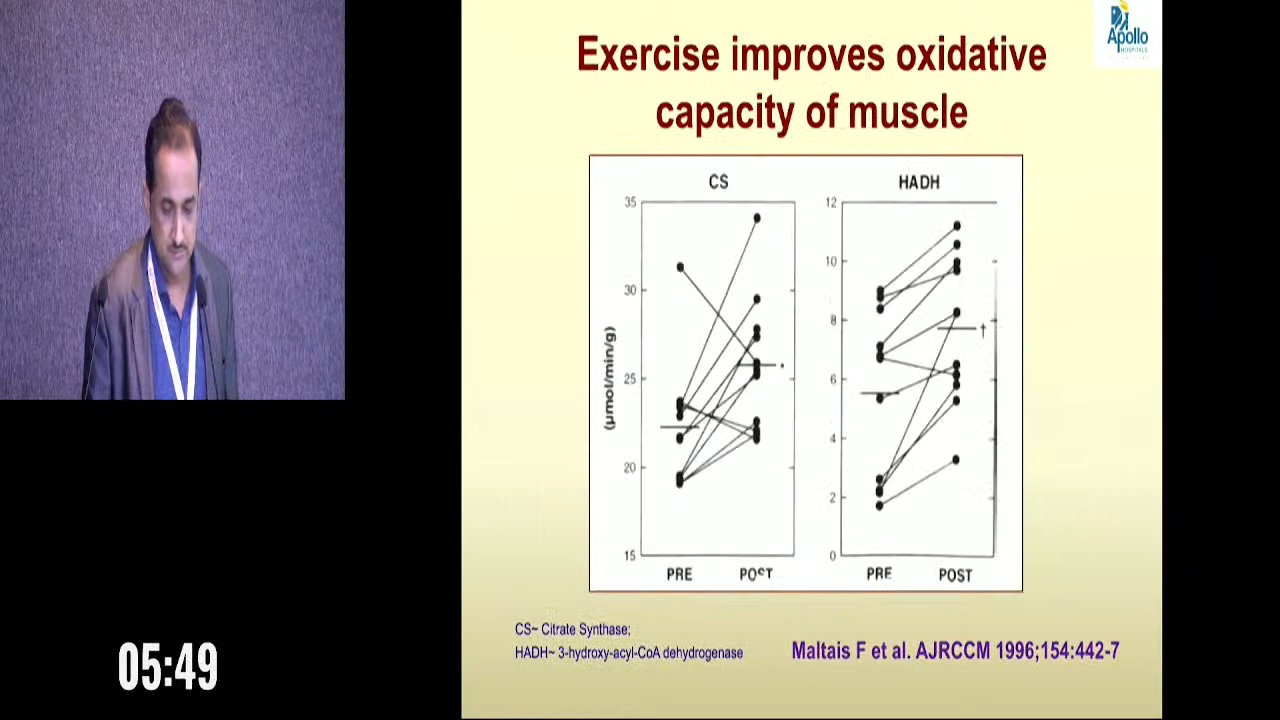 Apollo
HOSPITALS
Exercise improves oxidative
capacity of muscle
CS
HADH
35
30
25
20
15
(µmol/min/g)
12
10
8
6
4
2
0
†
PRE
POST
PRE
POST
CS~ Citrate Synthase;
HADH~ 3-hydroxy-acyl-CoA dehydrogenase
Maltais F et al. AJRCCM 1996;154:442-7
05:49